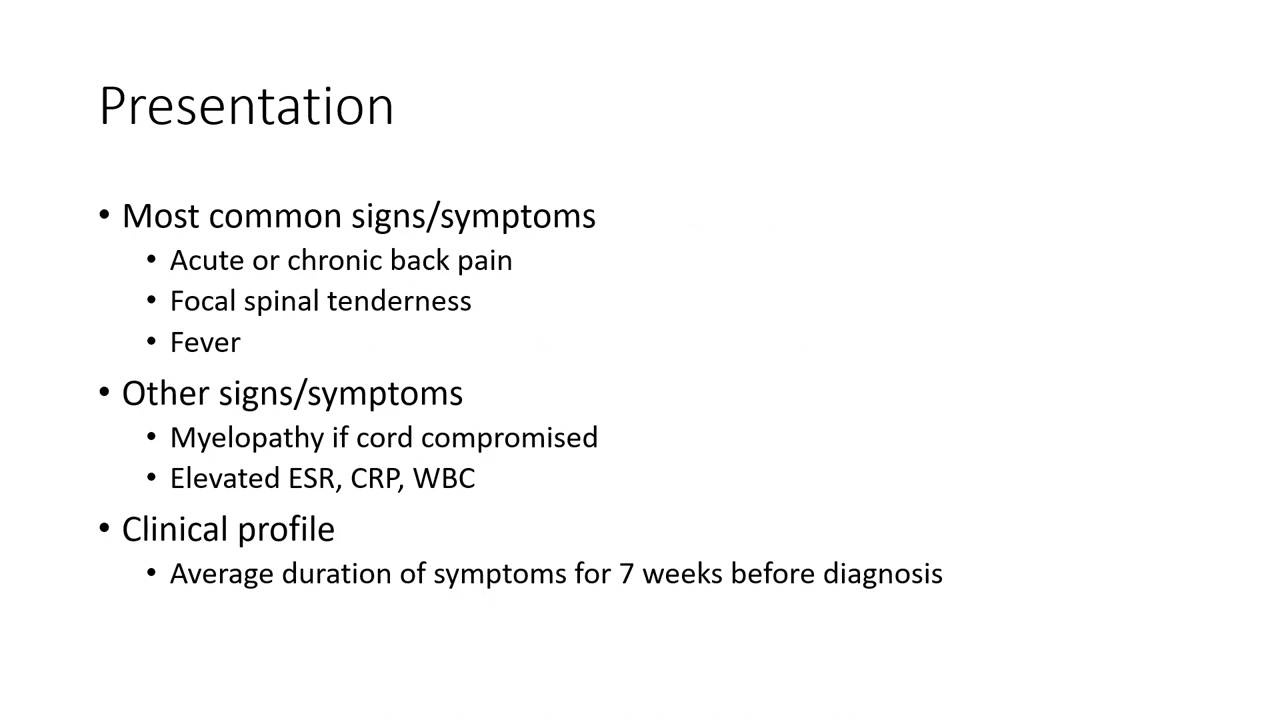 Presentation
• Most common signs/symptoms
• Acute or chronic back pain
• Focal spinal tenderness
• Fever
• Other signs/symptoms
• Myelopathy if cord compromised
• Elevated ESR, CRP, WBC
• Clinical profile
• Average duration of symptoms for 7 weeks before diagnosis